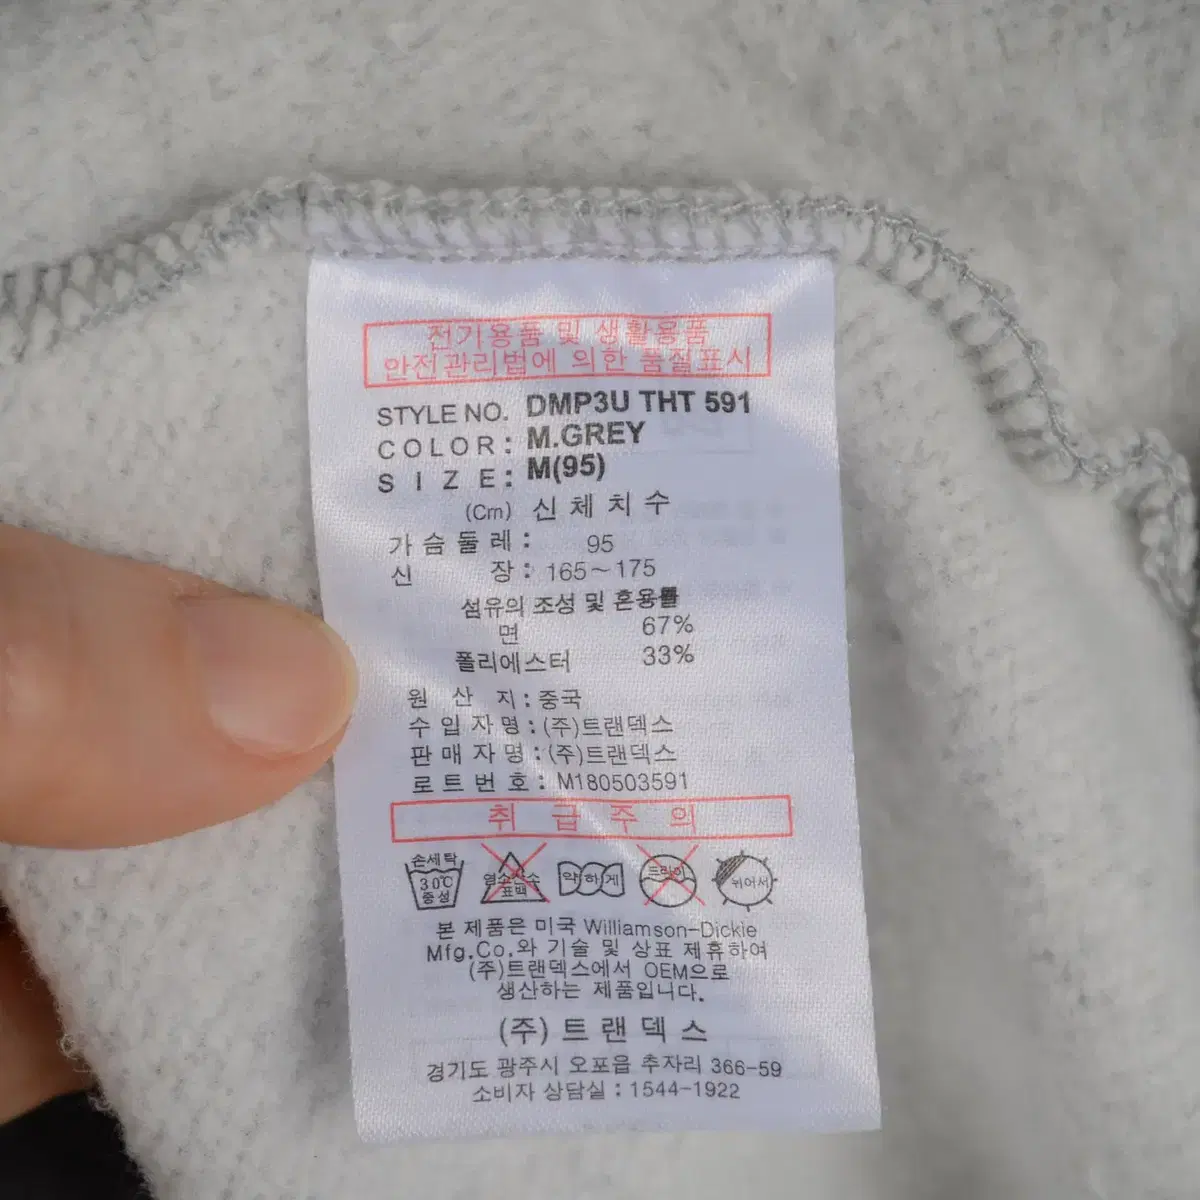 전기용품 및 생활용품
안전관리법에 의한 품질표시
STYLE NO. DMP3U THT 591
COLOR: M.GREY
SIZE: M(95)
(Cm) 신체치수
가슴둘레: 95
신장: 165~175
섬유의 조성 및 혼용률
면 67%
폴리에스터 33%
원산지: 중국
수입자명: (주)트랜덱스
판매자명: (주)트랜덱스
로트번호: M180503591
취급주의
손세탁
30℃
중성
염소산소
표백
약하게
드라이
뉘어서
본 제품은 미국 Williamson-Dickie
Mfg.Co.와 기술 및 상표 제휴하여
(주)트랜덱스에서 OEM으로
생산하는 제품입니다.
(주)트랜덱스
경기도 광주시 오포읍 추자리 366-59
소비자 상담실 : 1544-1922